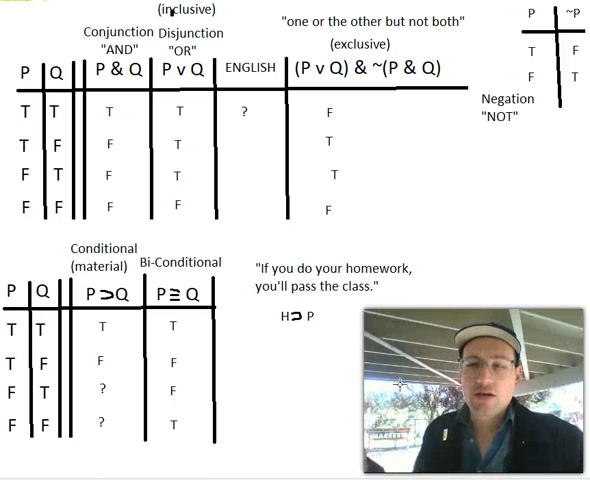 (inclusive)
"one or the other but not both"
P ~P
Conjunction Disjunction
"AND" "OR"
(exclusive)
T F
P Q P & Q P v Q ENGLISH (P v Q) & ~(P & Q)
F T
Negation
"NOT"
T T T T ? F
T F F T T
F T F T T
F F F F F
Conditional
(material) Bi-Conditional
"If you do your homework,
you'll pass the class."
P Q P ⊃ Q P ≡ Q
H ⊃ P
T T T T
T F F F
F T ? F
F F ? T